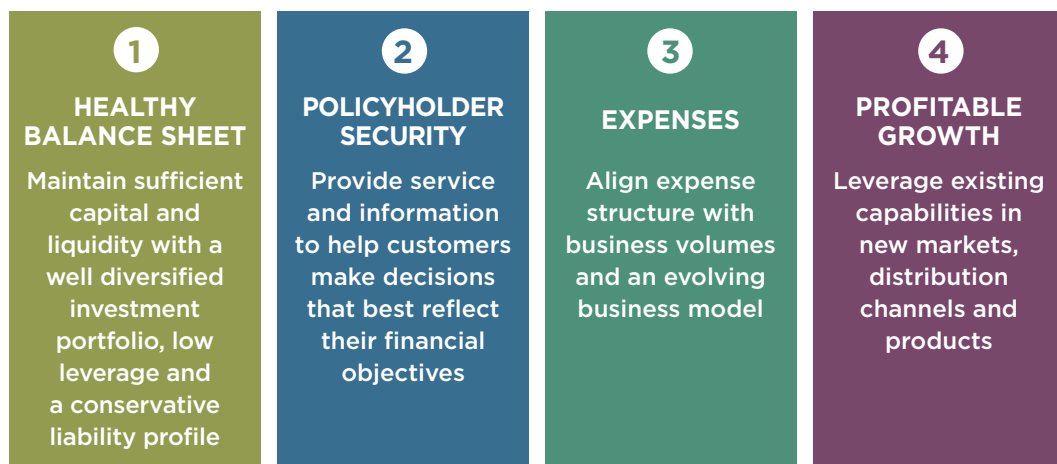 1
HEALTHY
BALANCE SHEET
Maintain sufficient
capital and
liquidity with a
well diversified
investment
portfolio, low
leverage and
a conservative
liability profile
2
POLICYHOLDER
SECURITY
Provide service
and information
to help customers
make decisions
that best reflect
their financial
objectives
3
EXPENSES
Align expense
structure with
business volumes
and an evolving
business model
4
PROFITABLE
GROWTH
Leverage existing
capabilities in
new markets,
distribution
channels and
products